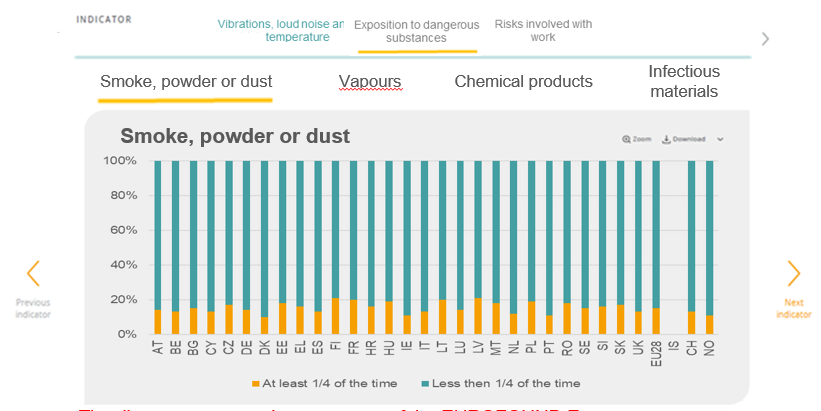 INDICATOR
Vibrations, loud noise an
temperature
Exposition to dangerous
substances
Risks involved with
work
Smoke, powder or dust
Vapours
Chemical products
Infectious
materials
Smoke, powder or dust
Zoom
Download
100%
80%
60%
40%
20%
0%
AT BE BG CY CZ DE DK EE EL ES FI FR HR HU IE IT LT LU LV MT NL PL PT RO SE SI SK UK EU28 IS CH NO
At least 1/4 of the time
Less then 1/4 of the time
Previous
indicator
Next
indicator